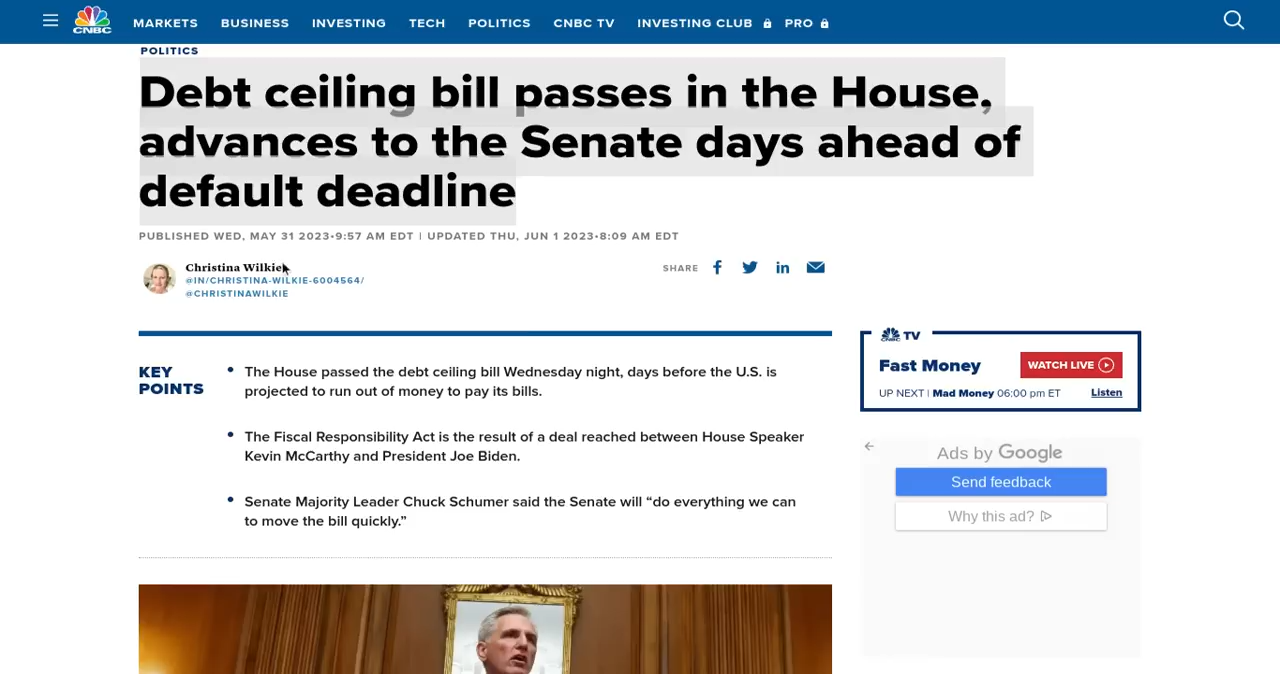 CNBC
MARKETS BUSINESS INVESTING TECH POLITICS CNBC TV INVESTING CLUB PRO
POLITICS
Debt ceiling bill passes in the House,
advances to the Senate days ahead of
default deadline
PUBLISHED WED, MAY 31 2023•9:57 AM EDT | UPDATED THU, JUN 1 2023•8:09 AM EDT
Christina Wilkie
@IN/CHRISTINA-WILKIE-6004564/
@CHRISTINAWILKIE
SHARE
KEY
POINTS
• The House passed the debt ceiling bill Wednesday night, days before the U.S. is
projected to run out of money to pay its bills.
• The Fiscal Responsibility Act is the result of a deal reached between House Speaker
Kevin McCarthy and President Joe Biden.
• Senate Majority Leader Chuck Schumer said the Senate will “do everything we can
to move the bill quickly.”
CNBC TV
Fast Money
WATCH LIVE
UP NEXT | Mad Money 06:00 pm ET
Listen
Ads by Google
Send feedback
Why this ad?